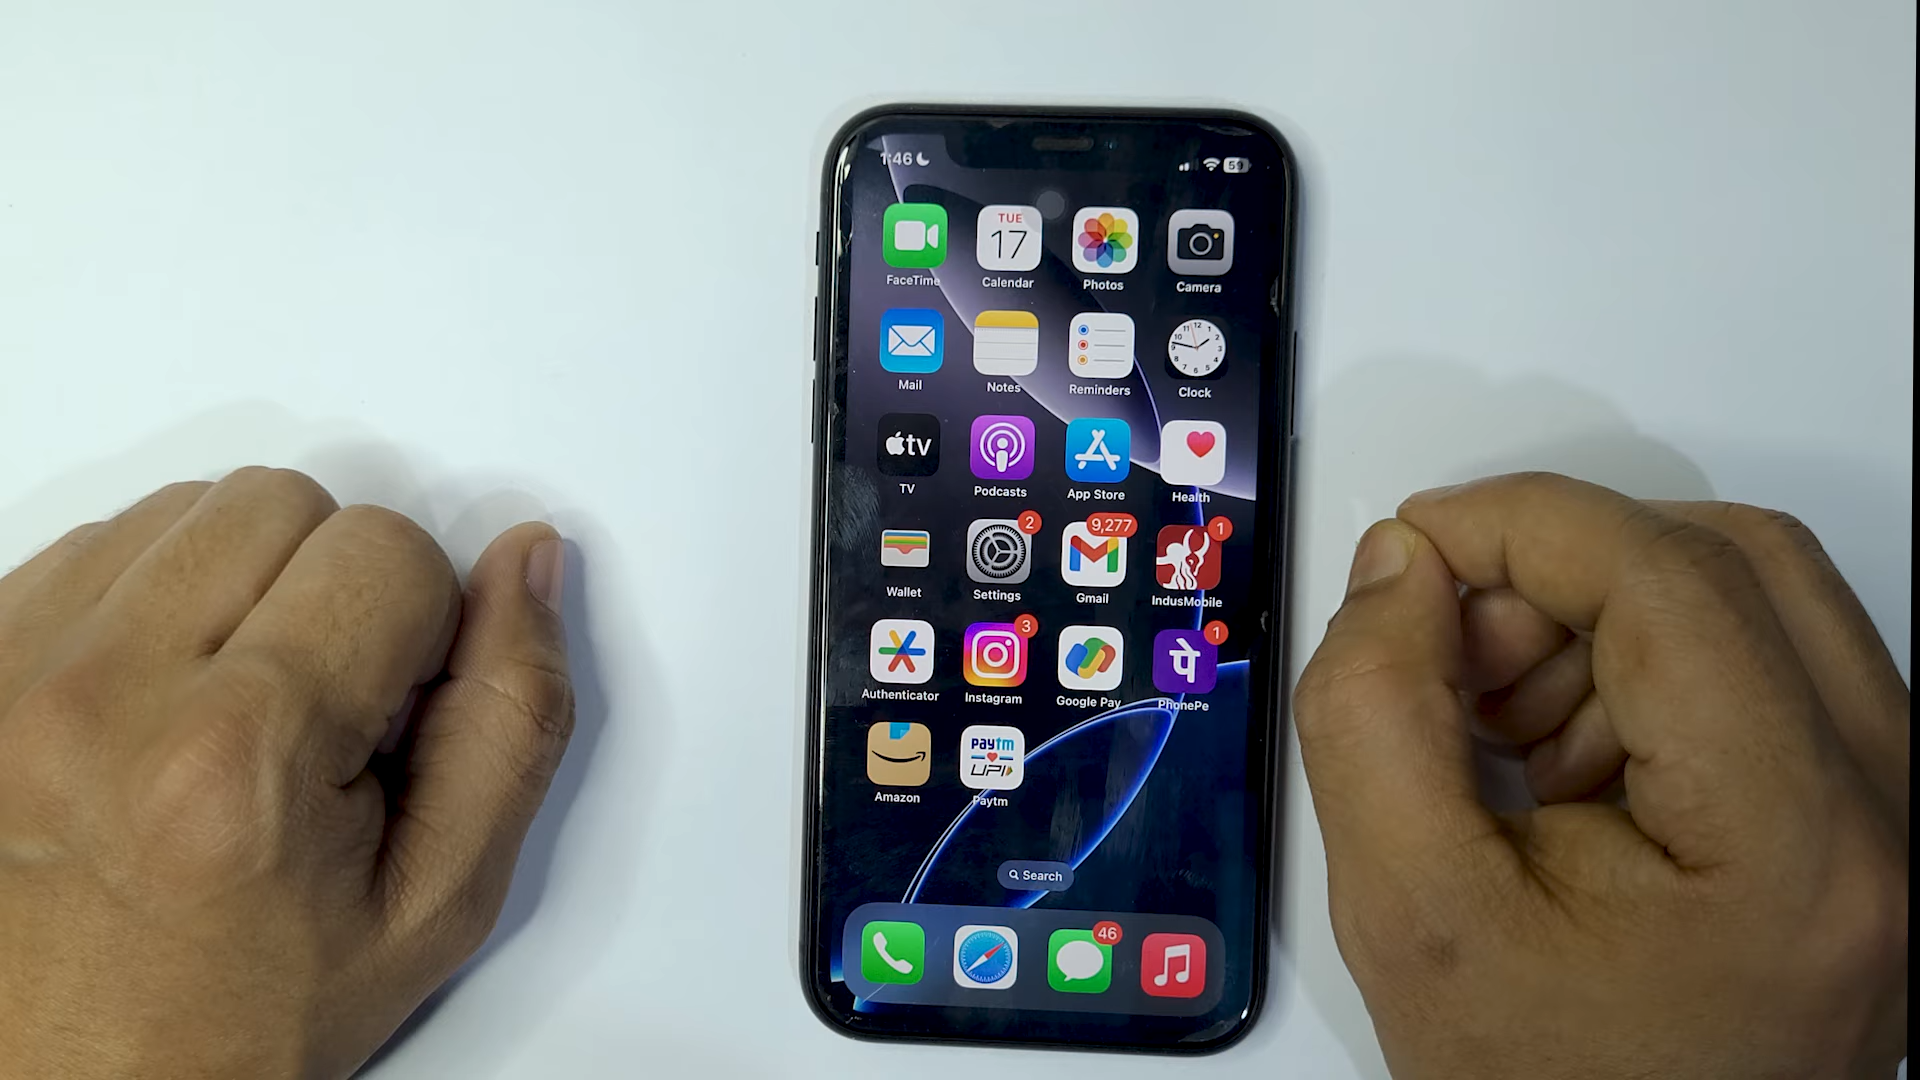 1:46
59
TUE
17
FaceTime
Calendar
Photos
Camera
Mail
Notes
Reminders
Clock
tv
TV
Podcasts
App Store
Health
2
9,277
1
Wallet
Settings
Gmail
IndusMobile
3
पे
1
Authenticator
Instagram
Google Pay
PhonePe
paytm
UPI
Amazon
Paytm
Search
46